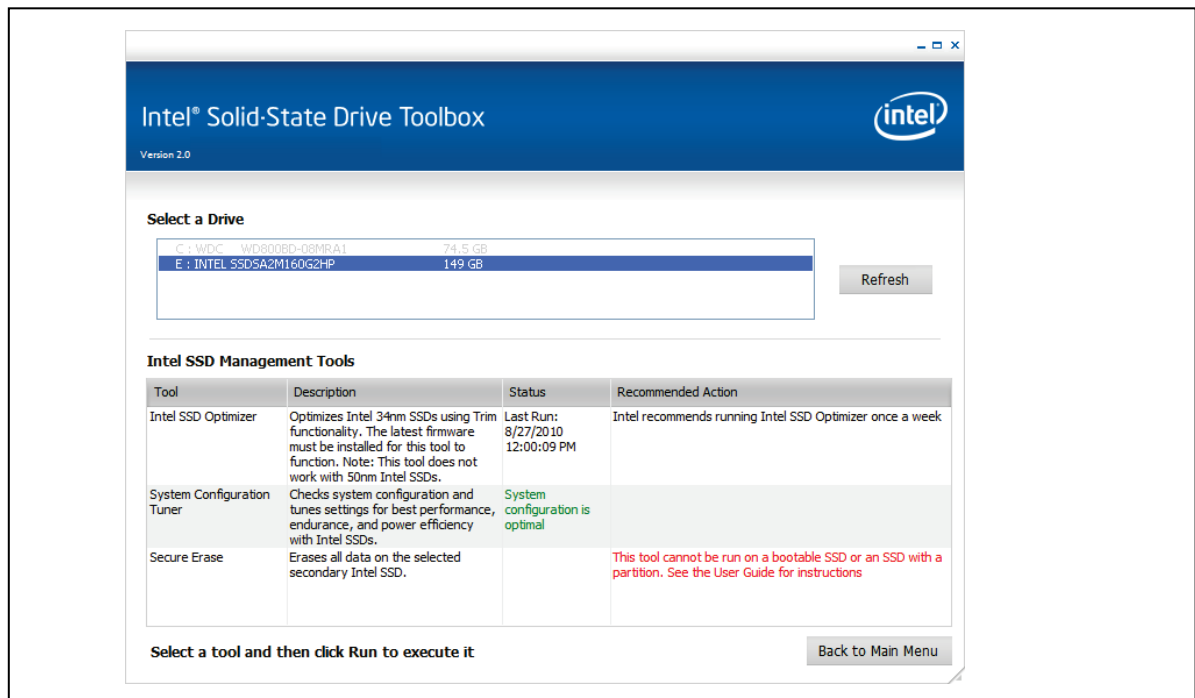 Intel® Solid-State Drive Toolbox
intel
Version 2.0
Select a Drive
C : WDC WD800BD-08MRA1 74.5 GB
E : INTEL SSDSA2M160G2HP 149 GB
Refresh
Intel SSD Management Tools
Tool Description Status Recommended Action
Intel SSD Optimizer
Optimizes Intel 34nm SSDs using Trim
functionality. The latest firmware
must be installed for this tool to
function. Note: This tool does not
work with 50nm Intel SSDs.
Last Run:
8/27/2010
12:00:09 PM
Intel recommends running Intel SSD Optimizer once a week
System Configuration
Tuner
Checks system configuration and
tunes settings for best performance,
endurance, and power efficiency
with Intel SSDs.
System
configuration is
optimal
Secure Erase
Erases all data on the selected
secondary Intel SSD.
This tool cannot be run on a bootable SSD or an SSD with a
partition. See the User Guide for instructions
Select a tool and then click Run to execute it
Back to Main Menu